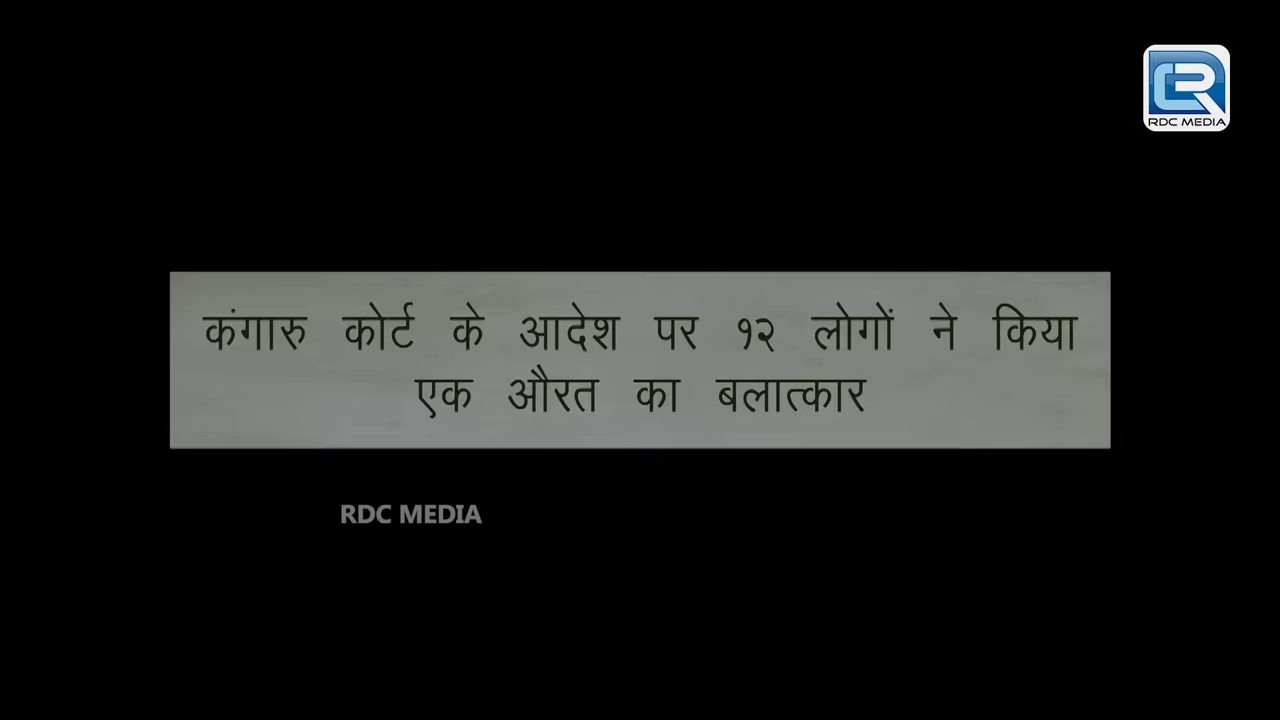 RDC MEDIA
कंगारु कोर्ट के आदेश पर १२ लोगों ने किया
एक औरत का बलात्कार
RDC MEDIA